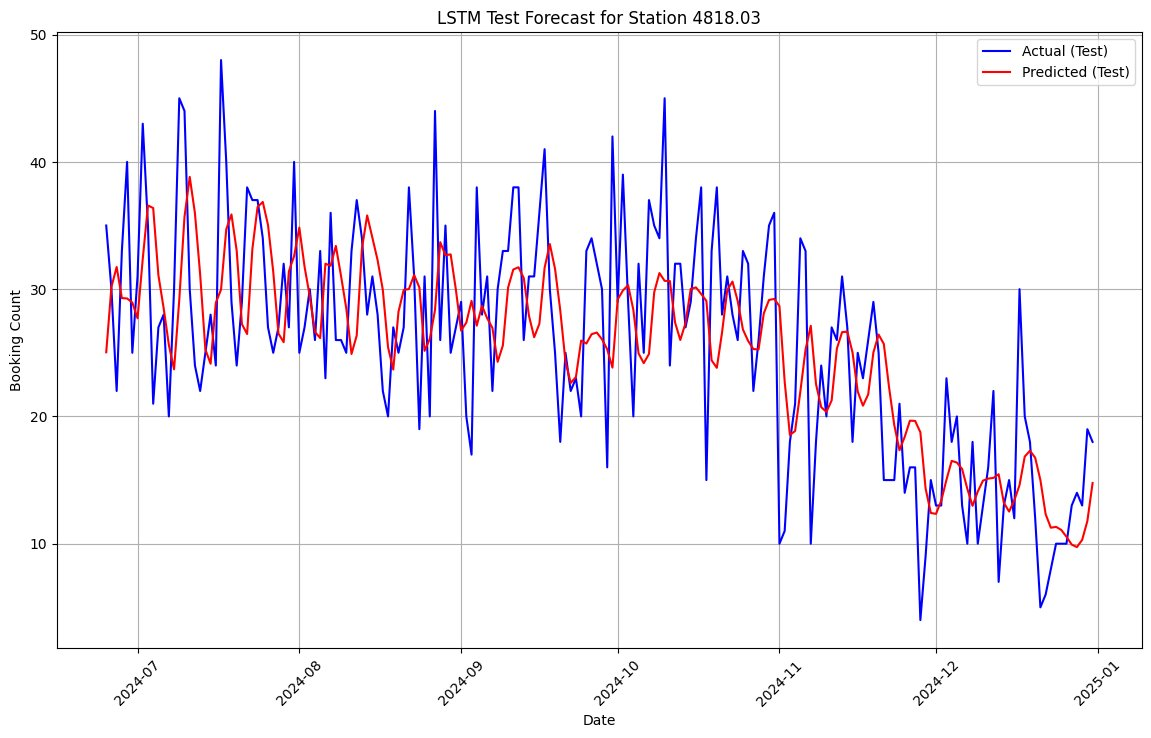 LSTM Test Forecast for Station 4818.03
Actual (Test)
Predicted (Test)
Booking Count
50
40
30
20
10
2024-07
2024-08
2024-09
2024-10
2024-11
2024-12
2025-01
Date